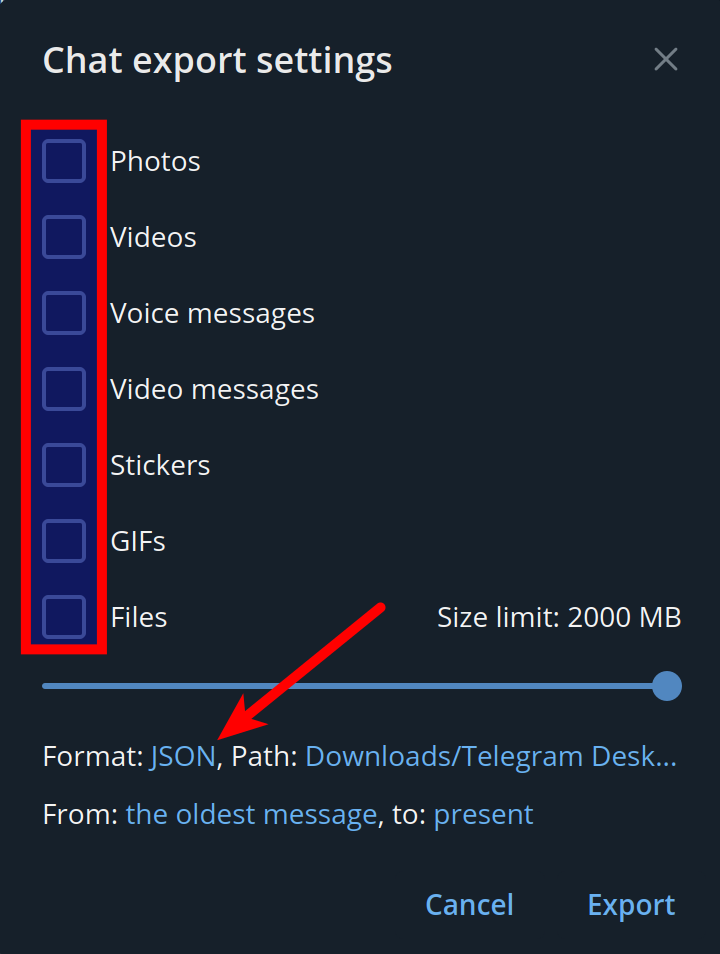 Chat export settings
Photos
Videos
Voice messages
Video messages
Stickers
GIFs
Files Size limit: 2000 MB
Format: JSON, Path: Downloads/Telegram Desk...
From: the oldest message, to: present
Cancel Export